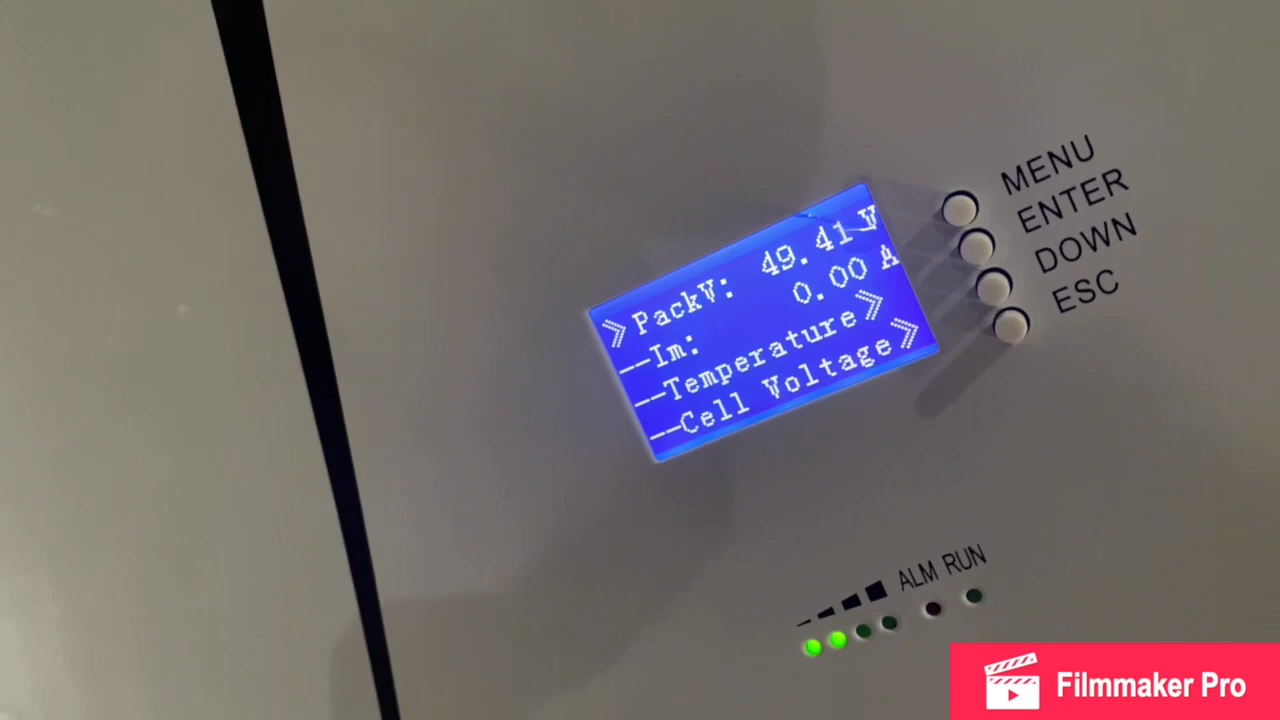 PackV: 49.41 V
--Im: 0.00 A
--Temperature
--Cell Voltage
MENU
ENTER
DOWN
ESC
ALM RUN
Filmmaker Pro